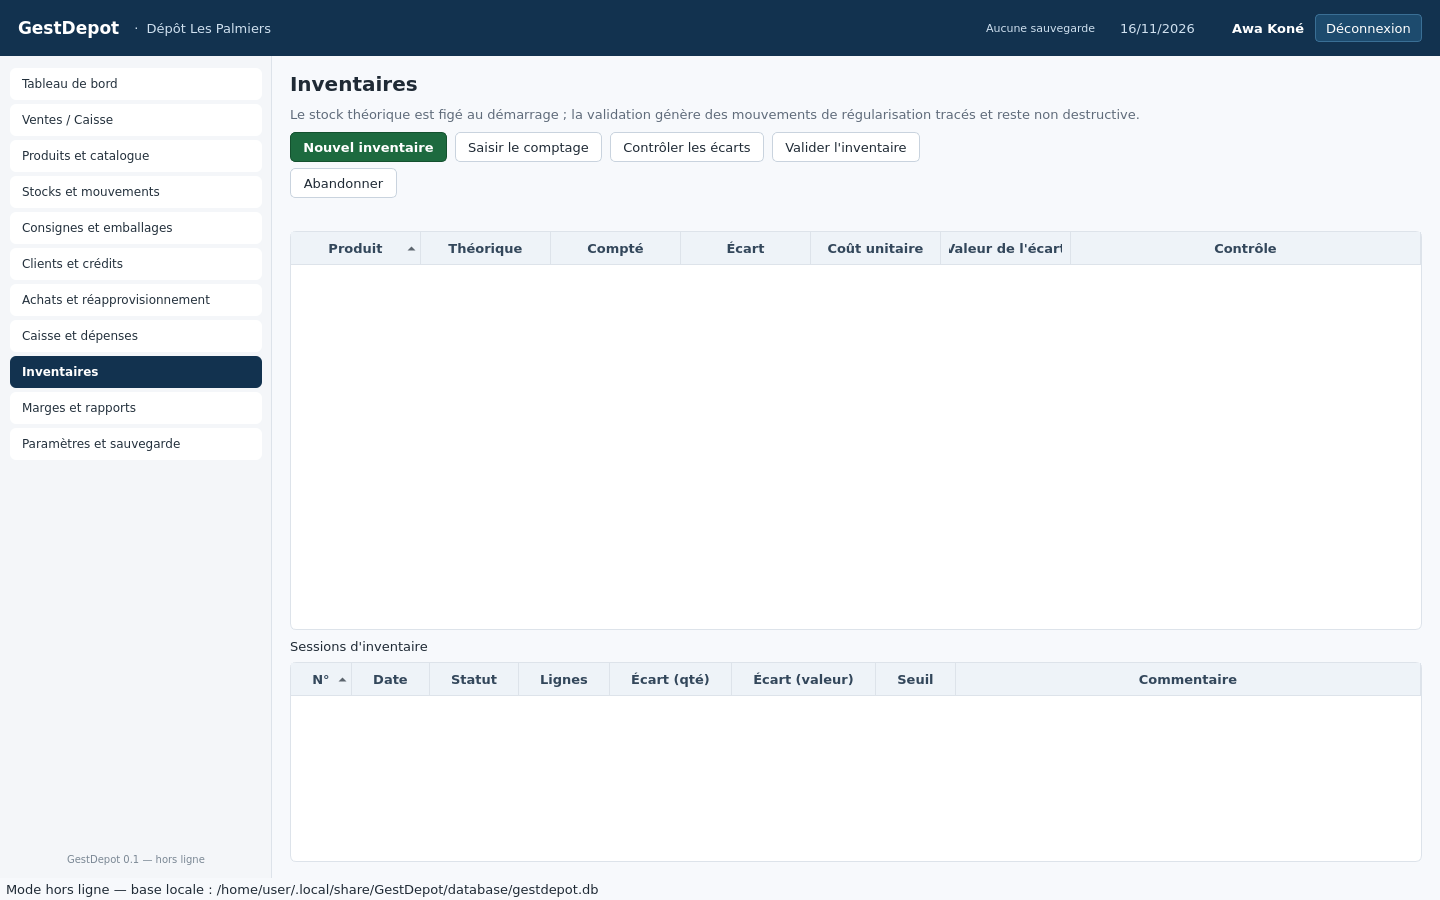 GestDepot · Dépôt Les Palmiers
Aucune sauvegarde 16/11/2026 Awa Koné Déconnexion
Tableau de bord
Ventes / Caisse
Produits et catalogue
Stocks et mouvements
Consignes et emballages
Clients et crédits
Achats et réapprovisionnement
Caisse et dépenses
Inventaires
Marges et rapports
Paramètres et sauvegarde
GestDepot 0.1 — hors ligne
Inventaires
Le stock théorique est figé au démarrage ; la validation génère des mouvements de régularisation tracés et reste non destructive.
Nouvel inventaire Saisir le comptage Contrôler les écarts Valider l'inventaire
Abandonner
Produit Théorique Compté Écart Coût unitaire Valeur de l'écart Contrôle
Sessions d'inventaire
N° Date Statut Lignes Écart (qté) Écart (valeur) Seuil Commentaire
Mode hors ligne — base locale : /home/user/.local/share/GestDepot/database/gestdepot.db